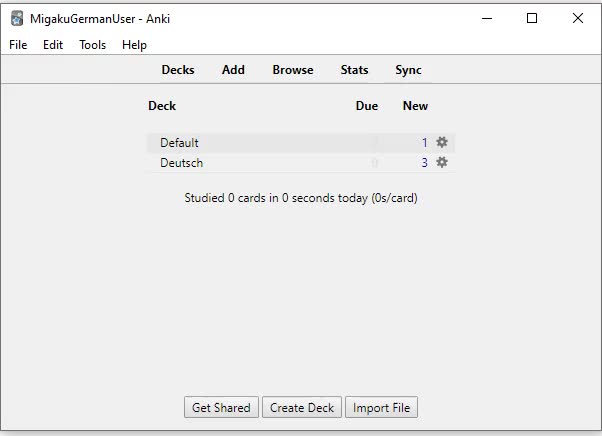 MigakuGermanUser - Anki
File Edit Tools Help
Decks Add Browse Stats Sync
Deck Due New
Default 1
Deutsch 0 3
Studied 0 cards in 0 seconds today (0s/card)
Get Shared Create Deck Import File